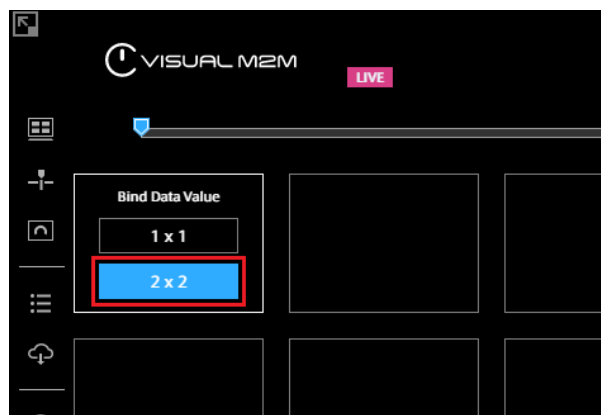 VISUAL M2M
LIVE
Bind Data Value
1 x 1
2 x 2